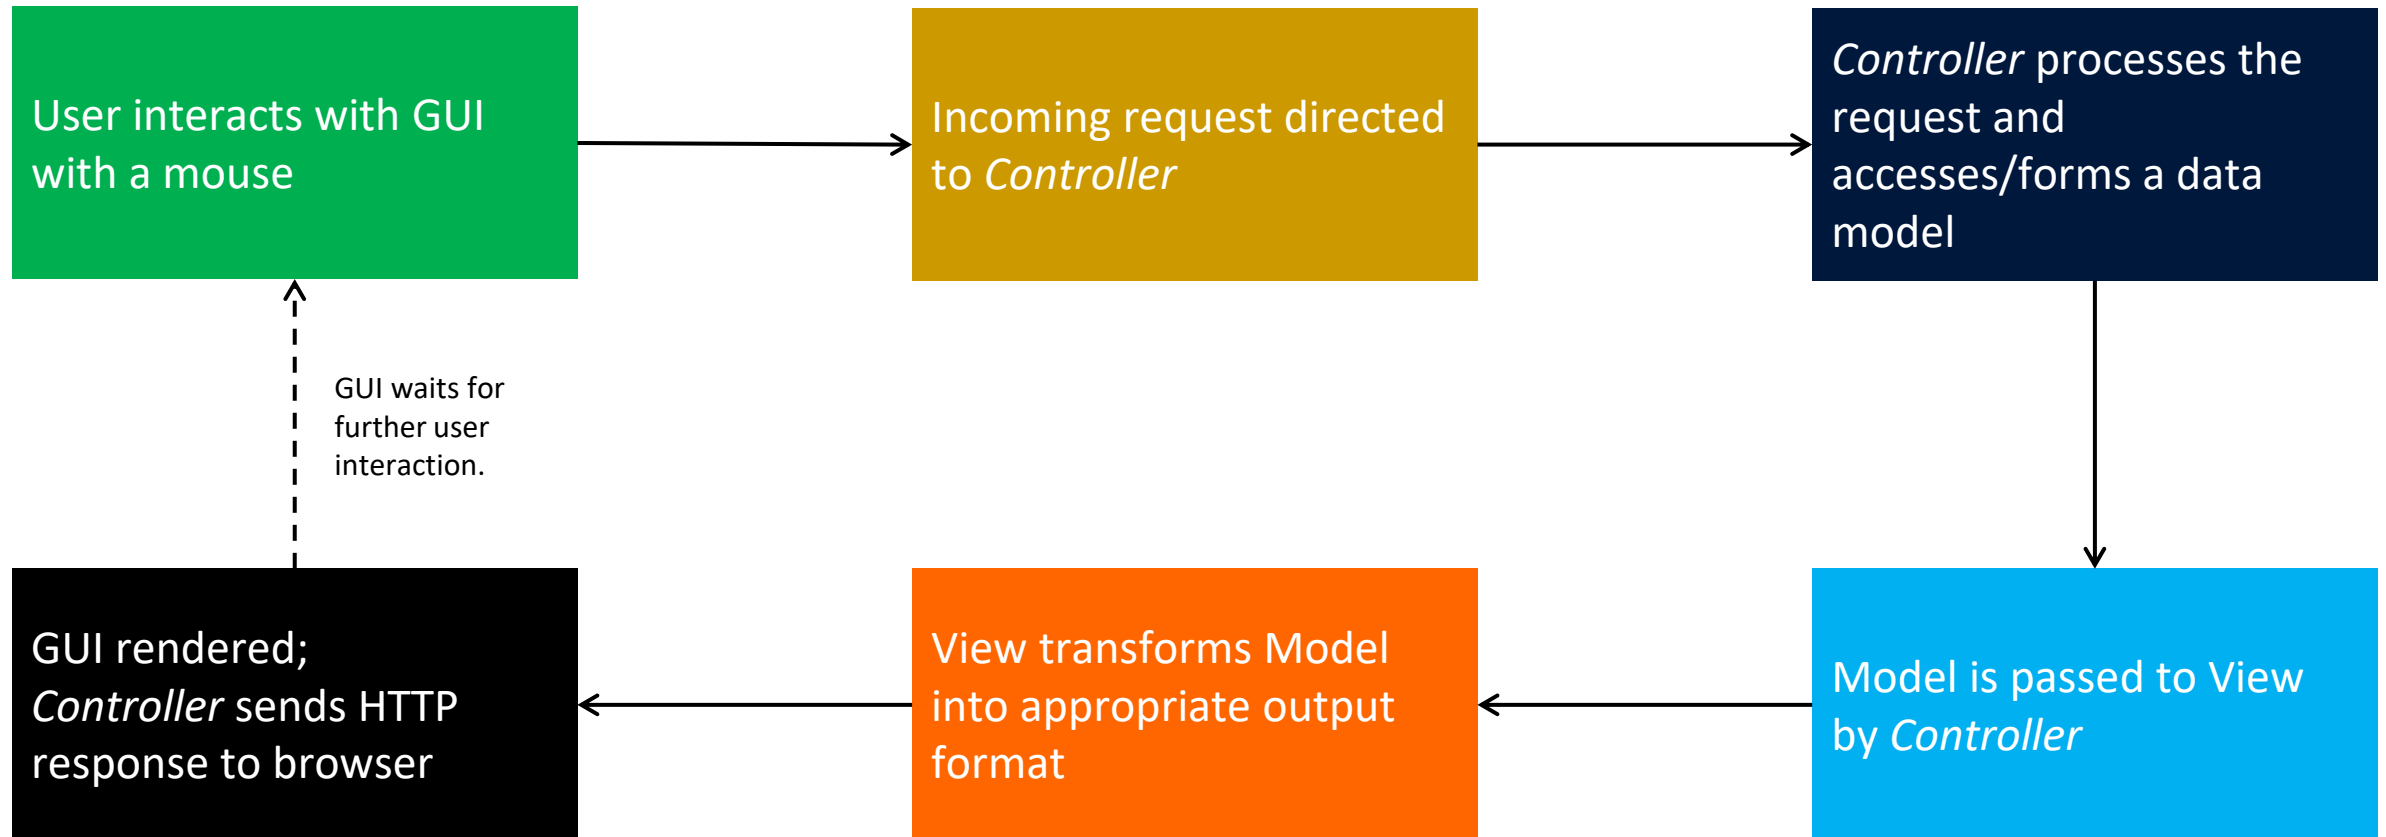 User interacts with GUI
with a mouse
Incoming request directed
to Controller
Controller processes the
request and
accesses/forms a data
model
GUI waits for
further user
interaction.
GUI rendered;
Controller sends HTTP
response to browser
View transforms Model
into appropriate output
format
Model is passed to View
by Controller